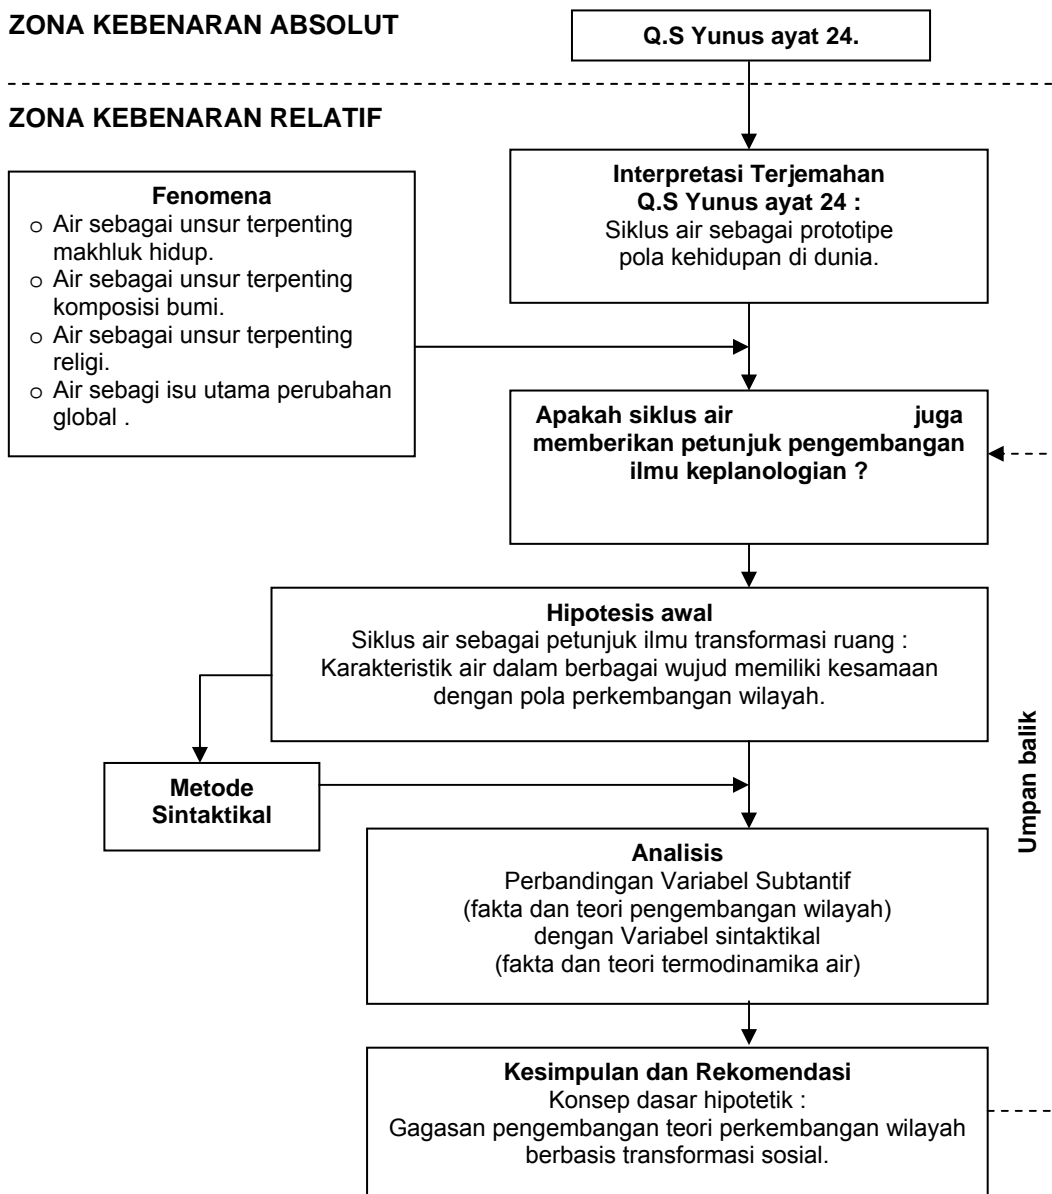 ZONA KEBENARAN ABSOLUT
Q.S Yunus ayat 24.
ZONA KEBENARAN RELATIF
Interpretasi Terjemahan
Q.S Yunus ayat 24 :
Siklus air sebagai prototipe
pola kehidupan di dunia.
Fenomena
o Air sebagai unsur terpenting
makhluk hidup.
o Air sebagai unsur terpenting
komposisi bumi.
o Air sebagai unsur terpenting
religi.
o Air sebagi isu utama perubahan
global .
Apakah siklus air juga
memberikan petunjuk pengembangan
ilmu keplanologian ?
Hipotesis awal
Siklus air sebagai petunjuk ilmu transformasi ruang :
Karakteristik air dalam berbagai wujud memiliki kesamaan
dengan pola perkembangan wilayah.
Metode
Sintaktikal
Umpan balik
Analisis
Perbandingan Variabel Subtantif
(fakta dan teori pengembangan wilayah)
dengan Variabel sintaktikal
(fakta dan teori termodinamika air)
Kesimpulan dan Rekomendasi
Konsep dasar hipotetik :
Gagasan pengembangan teori perkembangan wilayah
berbasis transformasi sosial.